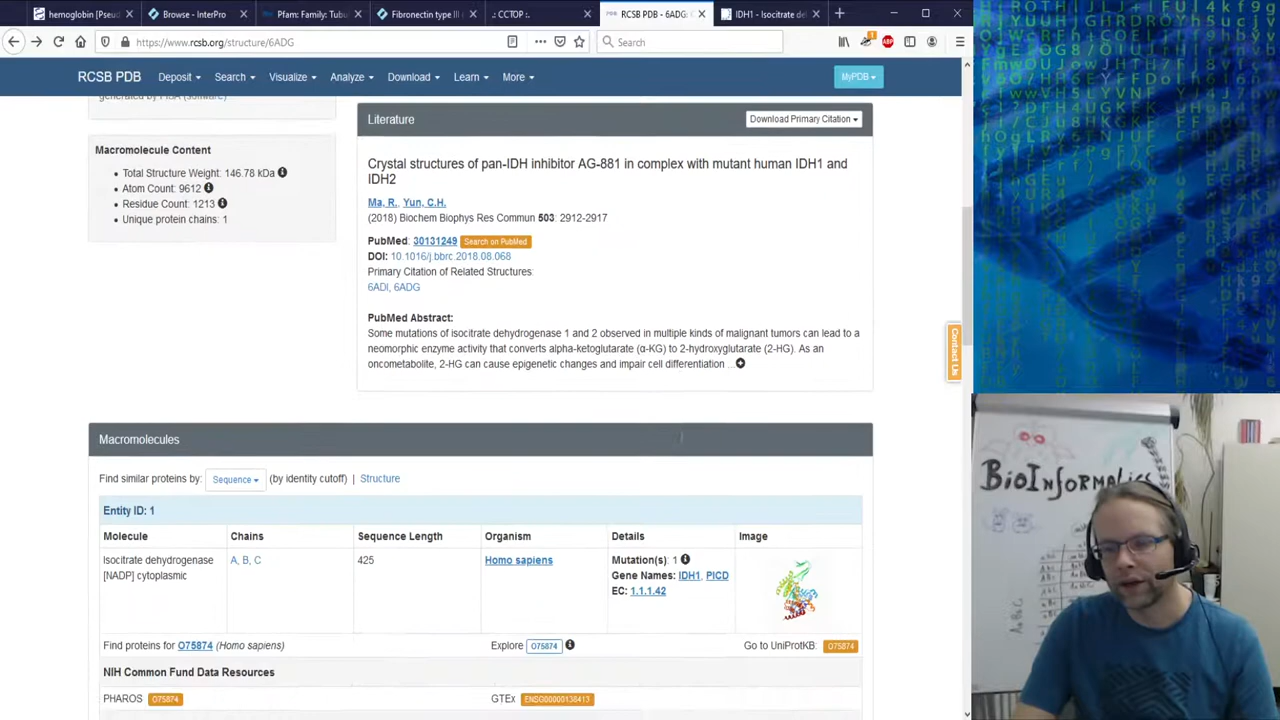 hemoglobin [Pseud
Browse - InterPro
Pfam: Family: Tubu
Fibronectin type III
.: CCTOP :.
RCSB PDB - 6ADG: C
IDH1 - Isocitrate de
https://www.rcsb.org/structure/6ADG
Search
ABP
RCSB PDB Deposit Search Visualize Analyze Download Learn More MyPDB
generated by PISA (software)
Macromolecule Content
Total Structure Weight: 146.78 kDa
Atom Count: 9612
Residue Count: 1213
Unique protein chains: 1
Literature Download Primary Citation
Crystal structures of pan-IDH inhibitor AG-881 in complex with mutant human IDH1 and
IDH2
Ma, R., Yun, C.H.
(2018) Biochem Biophys Res Commun 503: 2912-2917
PubMed: 30131249 Search on PubMed
DOI: 10.1016/j.bbrc.2018.08.068
Primary Citation of Related Structures:
6ADI, 6ADG
PubMed Abstract:
Some mutations of isocitrate dehydrogenase 1 and 2 observed in multiple kinds of malignant tumors can lead to a
neomorphic enzyme activity that converts alpha-ketoglutarate (α-KG) to 2-hydroxyglutarate (2-HG). As an
oncometabolite, 2-HG can cause epigenetic changes and impair cell differentiation ...
Contact Us
Macromolecules
Find similar proteins by: Sequence (by identity cutoff) | Structure
Entity ID: 1
Molecule Chains Sequence Length Organism Details Image
Isocitrate dehydrogenase A, B, C 425 Homo sapiens Mutation(s): 1
[NADP] cytoplasmic Gene Names: IDH1, PICD
EC: 1.1.1.42
Find proteins for O75874 (Homo sapiens) Explore O75874 Go to UniProtKB: O75874
NIH Common Fund Data Resources
PHAROS O75874 GTEx ENSG00000138413
BioInformatics